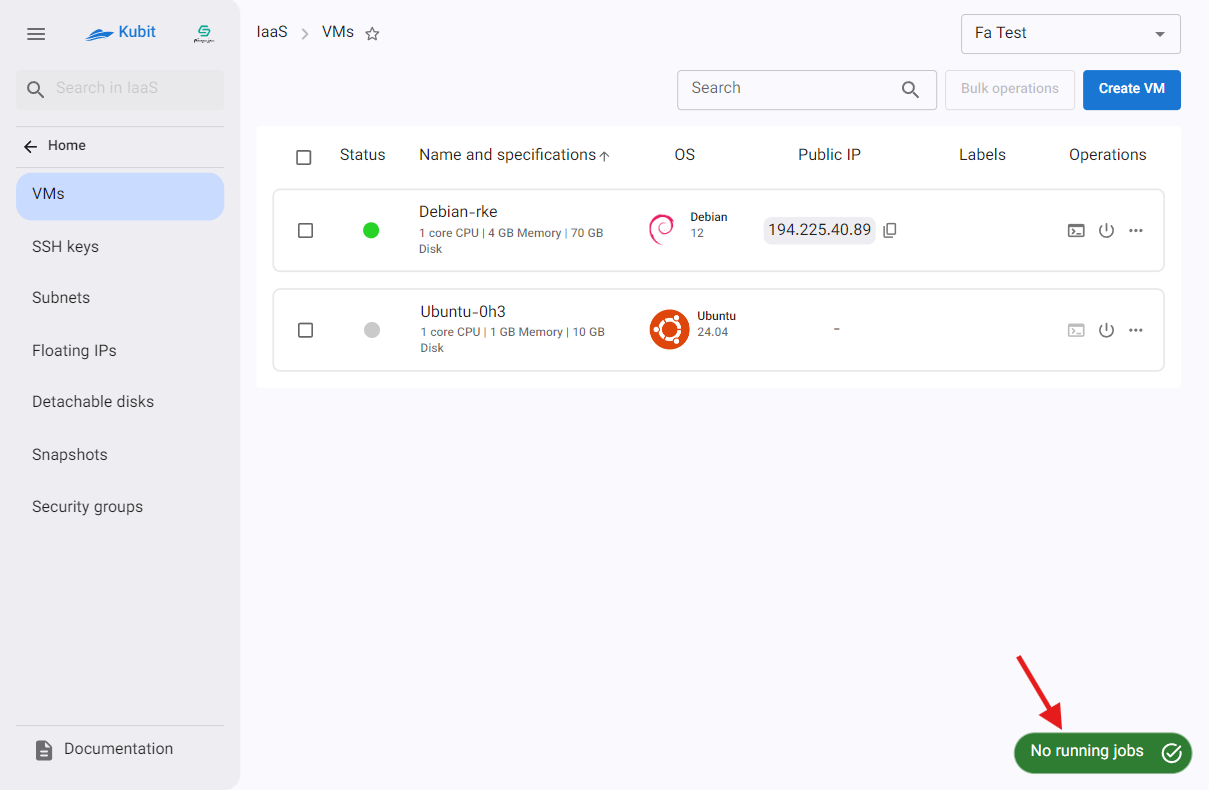 Kubit
IaaS > VMs
Fa Test
Search in IaaS
Search
Bulk operations
Create VM
Home
VMs
SSH keys
Subnets
Floating IPs
Detachable disks
Snapshots
Security groups
Status
Name and specifications
OS
Public IP
Labels
Operations
Debian-rke
1 core CPU | 4 GB Memory | 70 GB
Disk
Debian
12
194.225.40.89
Ubuntu-0h3
1 core CPU | 1 GB Memory | 10 GB
Disk
Ubuntu
24.04
-
Documentation
No running jobs